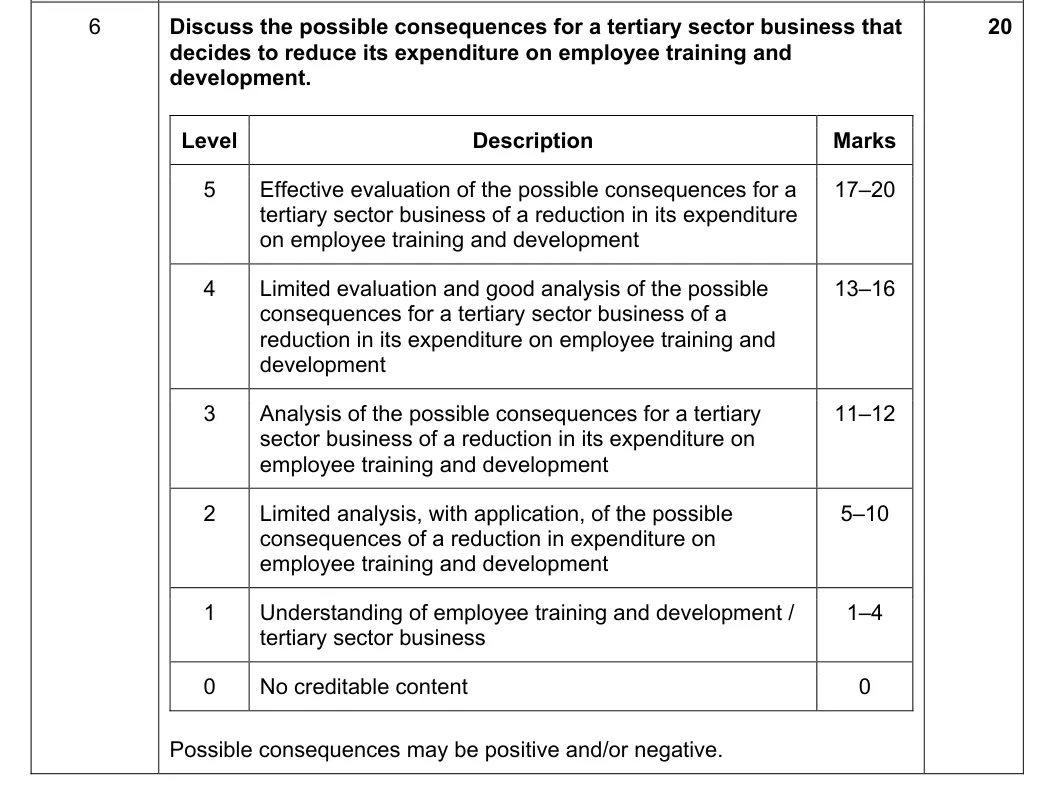 6
Discuss the possible consequences for a tertiary sector business that
decides to reduce its expenditure on employee training and
development.
20
Level Description Marks
5 Effective evaluation of the possible consequences for a 17–20
tertiary sector business of a reduction in its expenditure
on employee training and development
4 Limited evaluation and good analysis of the possible 13–16
consequences for a tertiary sector business of a
reduction in its expenditure on employee training and
development
3 Analysis of the possible consequences for a tertiary 11–12
sector business of a reduction in its expenditure on
employee training and development
2 Limited analysis, with application, of the possible 5–10
consequences of a reduction in expenditure on
employee training and development
1 Understanding of employee training and development / 1–4
tertiary sector business
0 No creditable content 0
Possible consequences may be positive and/or negative.